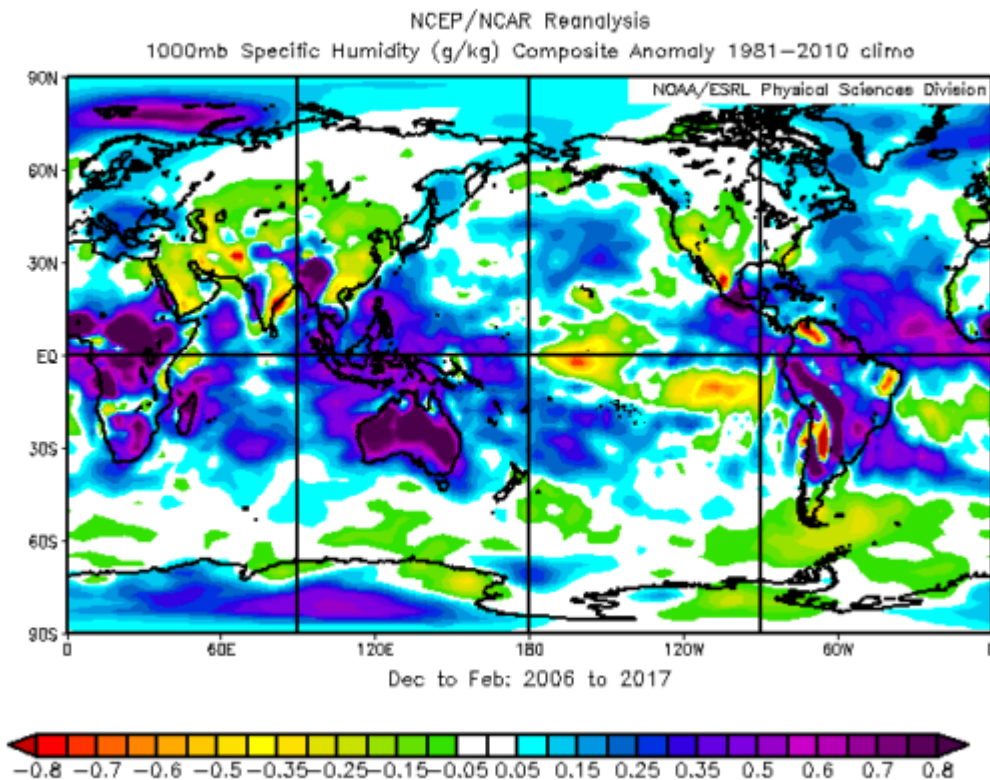 NCEP/NCAR Reanalysis
1000mb Specific Humidity (g/kg) Composite Anomaly 1981-2010 climo
NOAA/ESRL Physical Sciences Division
90N
60N
30N
EQ
30S
60S
90S
0 60E 120E 180 120W 60W 0
Dec to Feb: 2006 to 2017
-0.8 -0.7 -0.6 -0.5 -0.35 -0.25 -0.15 -0.05 0.05 0.15 0.25 0.35 0.5 0.6 0.7 0.8